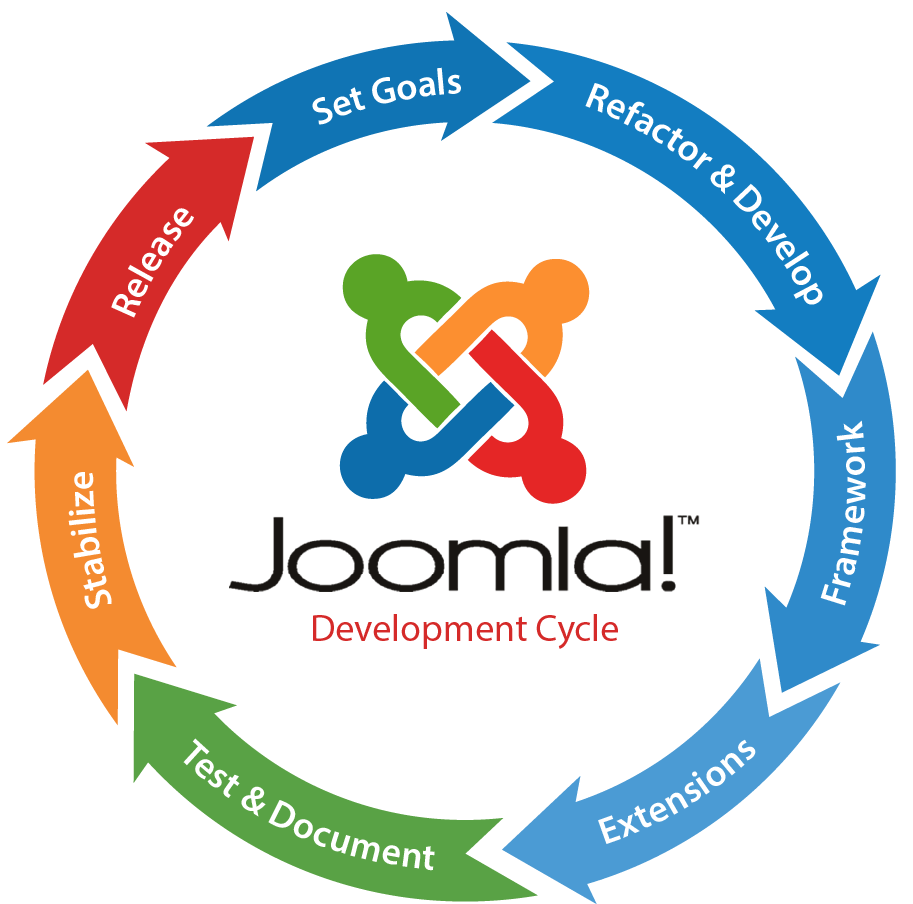 Set Goals
Refactor & Develop
Framework
Extensions
Test & Document
Stabilize
Release
Joomla!™
Development Cycle